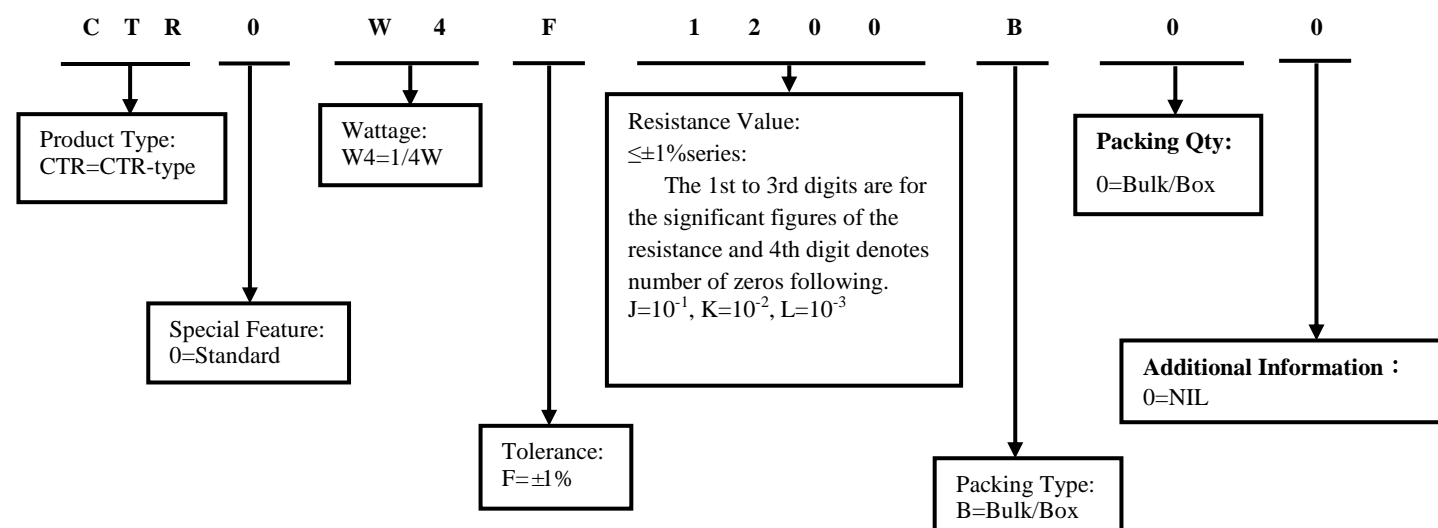 C T R 0 W 4 F 1 2 0 0 B 0 0
Product Type:
CTR=CTR-type
Wattage:
W4=1/4W
Resistance Value:
≤±1%series:
The 1st to 3rd digits are for
the significant figures of the
resistance and 4th digit denotes
number of zeros following.
J=10⁻¹, K=10⁻², L=10⁻³
Packing Qty:
0=Bulk/Box
Special Feature:
0=Standard
Additional Information：
0=NIL
Tolerance:
F=±1%
Packing Type:
B=Bulk/Box